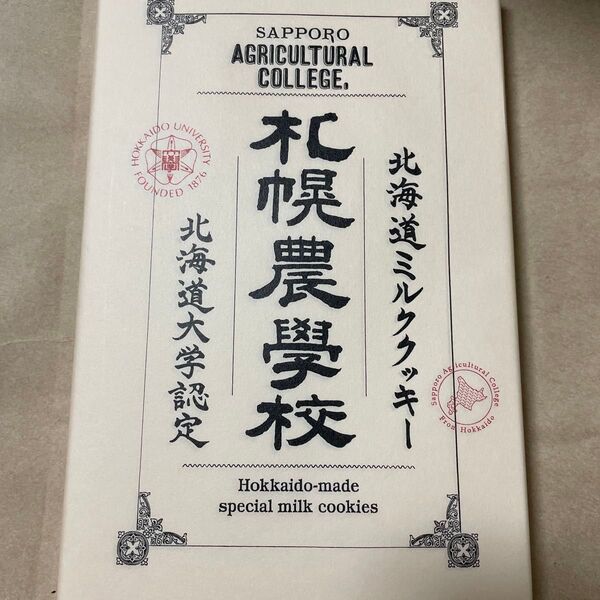 SAPPORO
AGRICULTURAL
COLLEGE.
北海道ミルククッキー
札幌農學校
北海道大学認定
HOKKAIDO UNIVERSITY
FOUNDED 1876
Sapporo Agricultural College
From Hokkaido
Hokkaido-made
special milk cookies